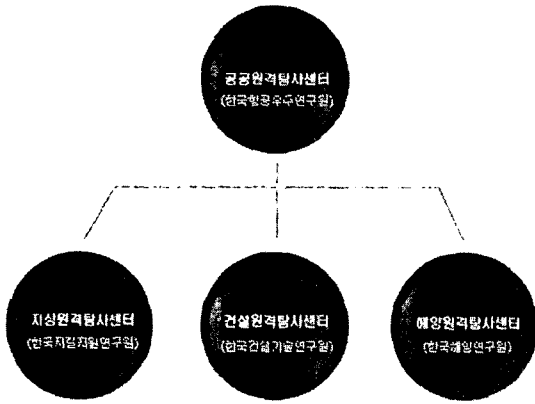 공공원격탐사센터
(한국항공우주연구원)
지상원격탐사센터
(한국지질자원연구원)
건설원격탐사센터
(한국건설기술연구원)
해양원격탐사센터
(한국해양연구원)